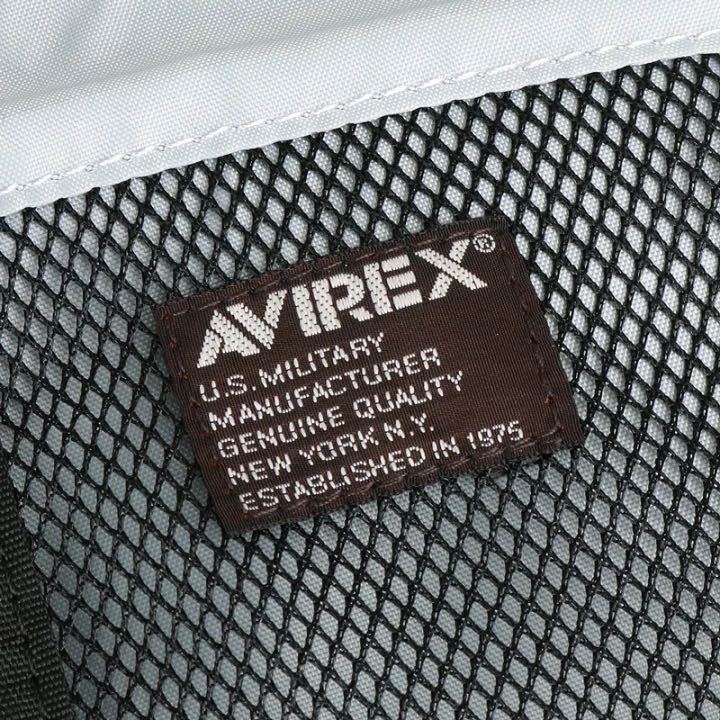 AVIREX®
U.S. MILITARY
MANUFACTURER
GENUINE QUALITY
NEW YORK N.Y.
ESTABLISHED IN 1975